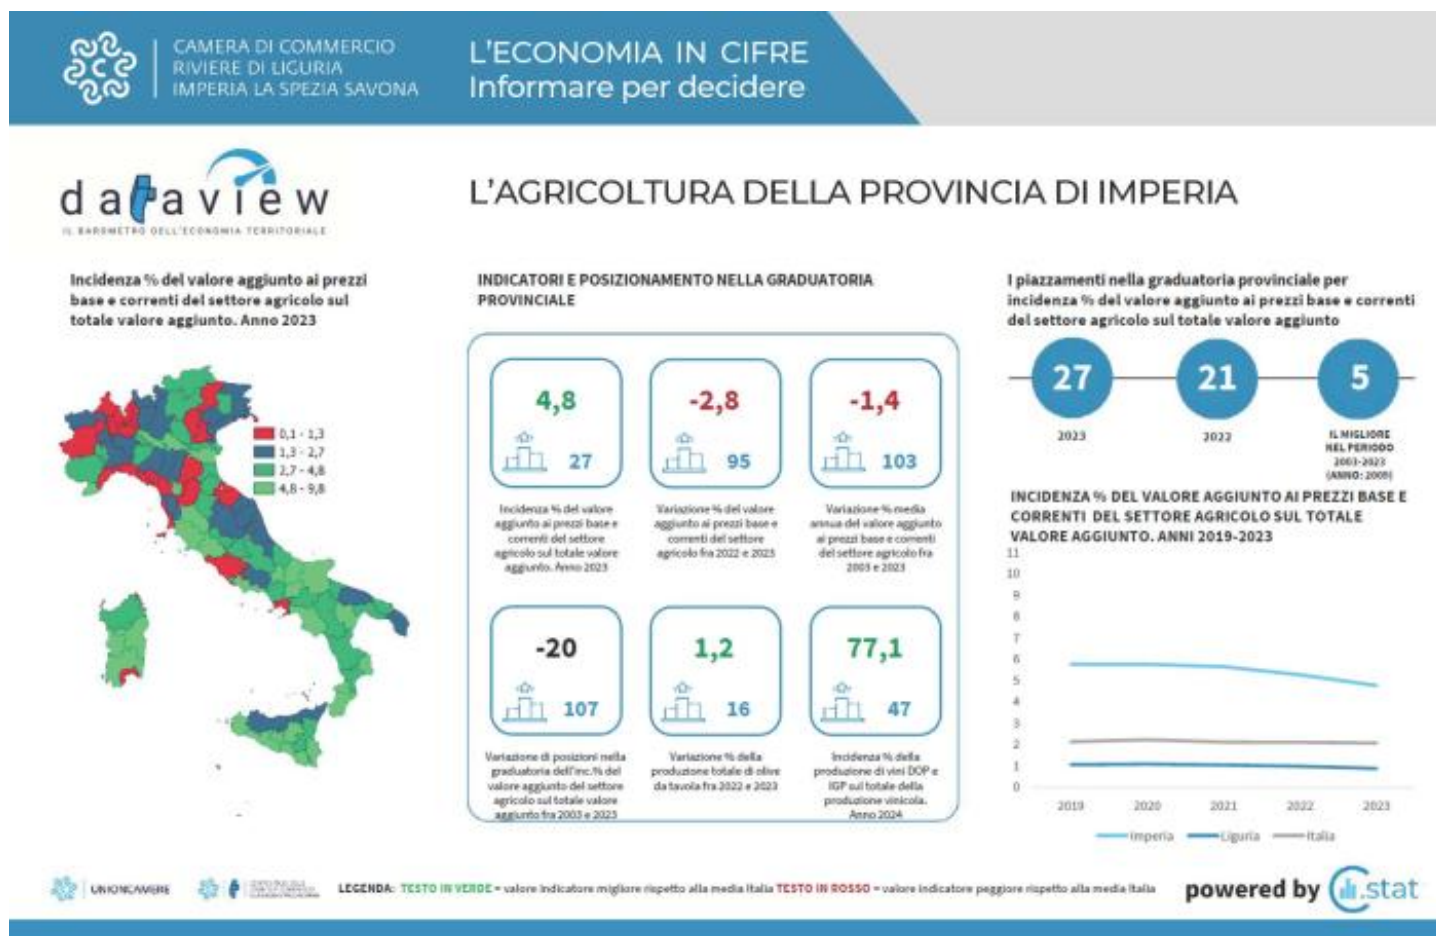 CAMERA DI COMMERCIO
RIVIERE DI LIGURIA
IMPERIA LA SPEZIA SAVONA
L'ECONOMIA IN CIFRE
Informare per decidere
dataview
IL BAROMETRO DELL'ECONOMIA TERRITORIALE
L'AGRICOLTURA DELLA PROVINCIA DI IMPERIA
Incidenza % del valore aggiunto ai prezzi
base e correnti del settore agricolo sul
totale valore aggiunto. Anno 2023
0,1 - 1,3
1,3 - 2,7
2,7 - 4,8
4,8 - 9,8
INDICATORI E POSIZIONAMENTO NELLA GRADUATORIA
PROVINCIALE
4,8
27
Incidenza % del valore
aggiunto ai prezzi base e
correnti del settore
agricolo sul totale valore
aggiunto. Anno 2023
-2,8
95
Variazione % del valore
aggiunto ai prezzi base e
correnti del settore
agricolo fra 2022 e 2023
-1,4
103
Variazione % media
annua del valore aggiunto
ai prezzi base e correnti
del settore agricolo fra
2003 e 2023
-20
107
Variazione di posizioni nella
graduatoria dell'inc.% del
valore aggiunto del settore
agricolo sul totale valore
aggiunto fra 2003 e 2023
1,2
16
Variazione % della
produzione totale di olive
da tavola fra 2022 e 2023
77,1
47
Incidenza % della
produzione di vini DOP e
IGP sul totale della
produzione vinicola.
Anno 2024
I piazzamenti nella graduatoria provinciale per
incidenza % del valore aggiunto ai prezzi base e correnti
del settore agricolo sul totale valore aggiunto
27
21
5
2023
2022
IL MIGLIORE
NEL PERIODO
2003-2023
(ANNO: 2009)
INCIDENZA % DEL VALORE AGGIUNTO AI PREZZI BASE E
CORRENTI DEL SETTORE AGRICOLO SUL TOTALE
VALORE AGGIUNTO. ANNI 2019-2023
11
10
9
8
7
6
5
4
3
2
1
0
2019 2020 2021 2022 2023
Imperia Liguria Italia
UNIONCAMERE
LEGENDA: TESTO IN VERDE = valore indicatore migliore rispetto alla media Italia TESTO IN ROSSO = valore indicatore peggiore rispetto alla media Italia
powered by
.stat